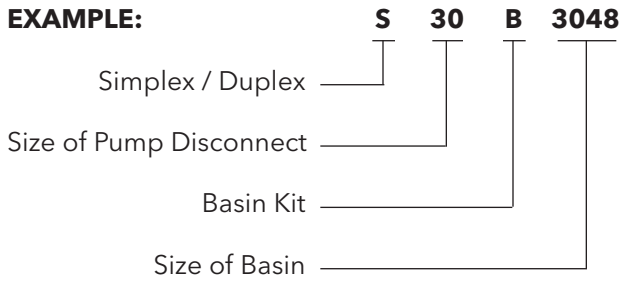 EXAMPLE: S 30 B 3048
Simplex / Duplex
Size of Pump Disconnect
Basin Kit
Size of Basin